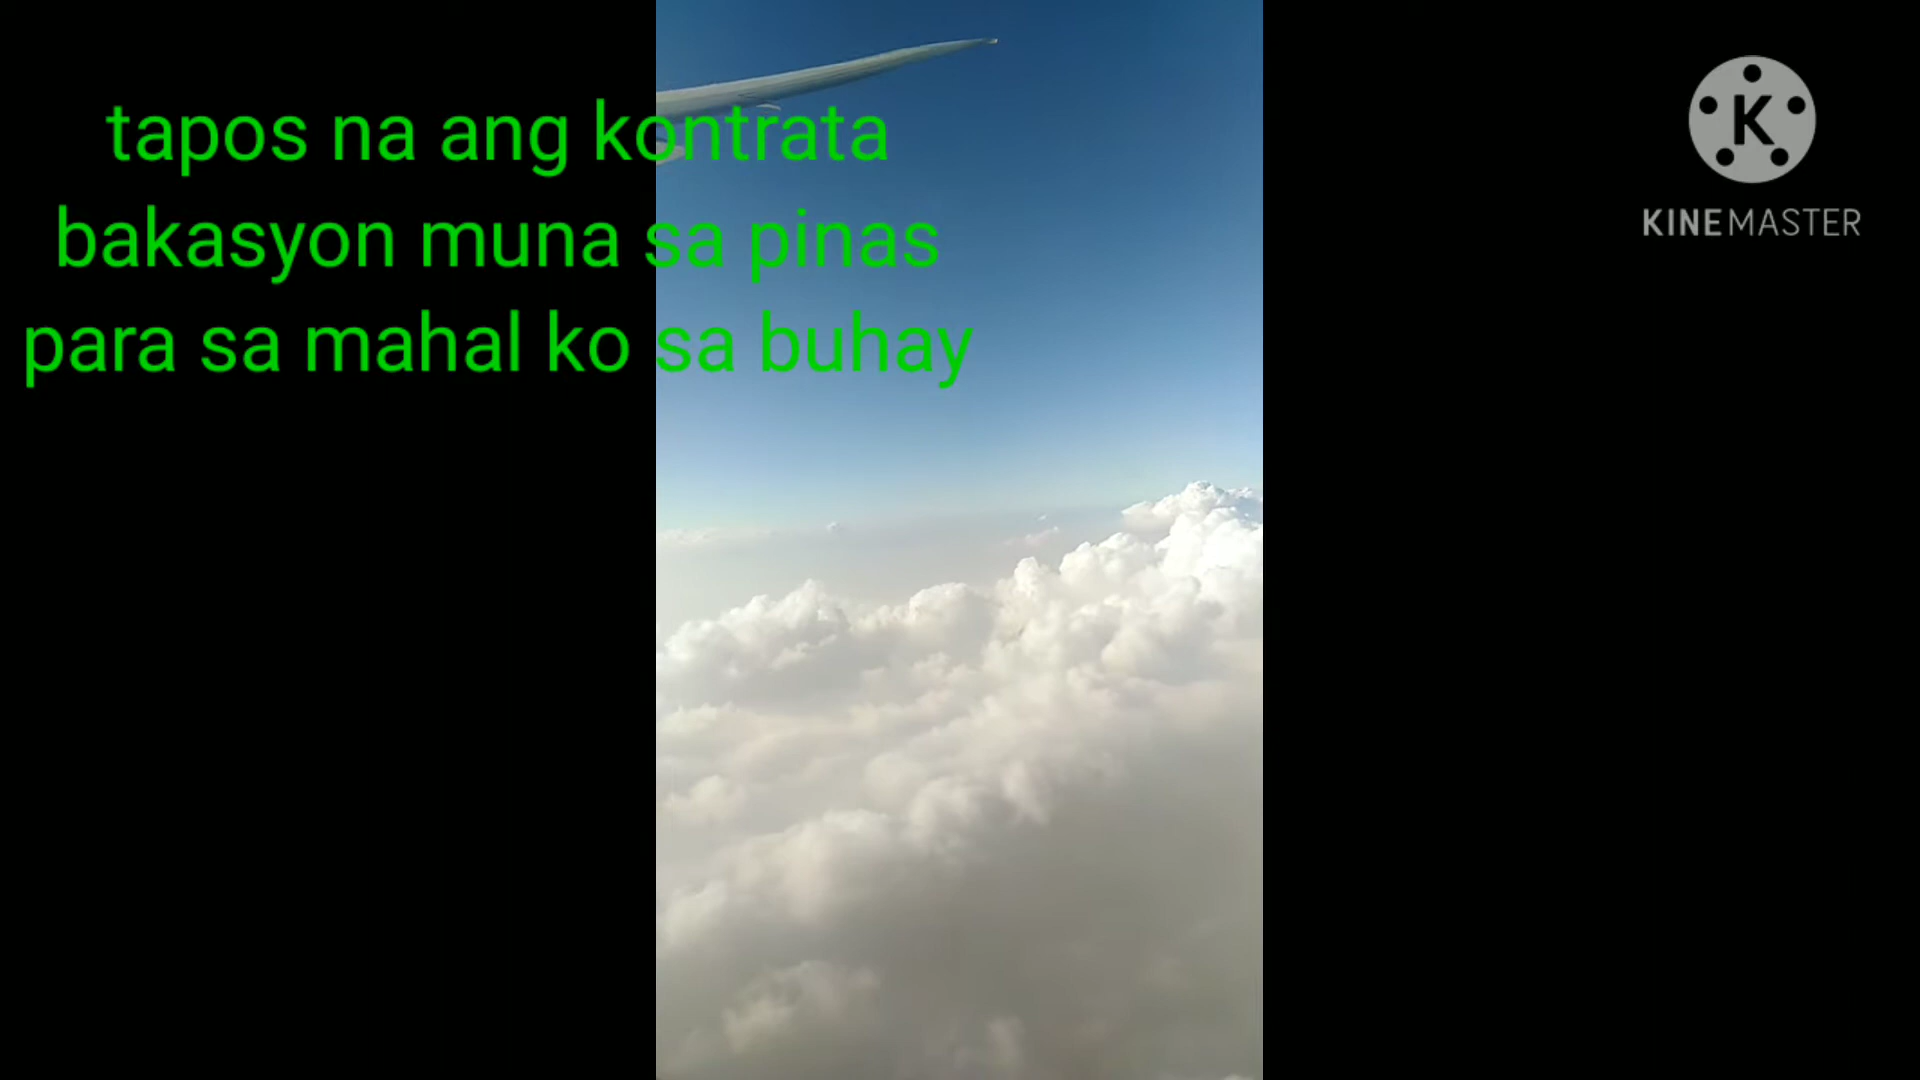 tapos na ang kontrata
bakasyon muna sa pinas
para sa mahal ko sa buhay
K
KINEMASTER